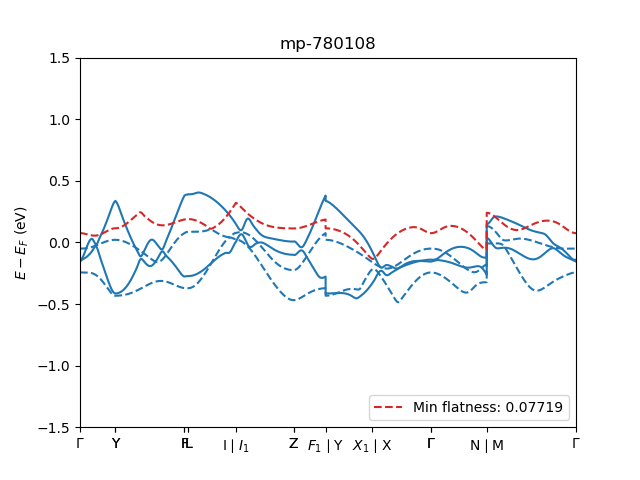 mp-780108
E − E_F (eV)
1.5
1.0
0.5
0.0
−0.5
−1.0
−1.5
Min flatness: 0.07719
Γ Y L I | I₁ Z F₁ | Y X₁ | X Γ N | M Γ